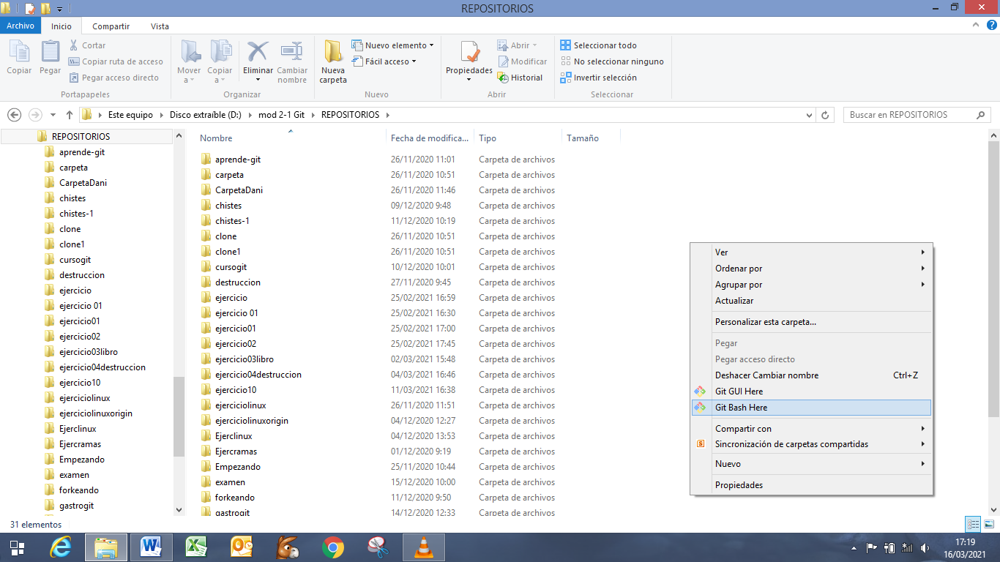 REPOSITORIOS
Archivo Inicio Compartir Vista
Copiar
Pegar
Cortar
Copiar ruta de acceso
Pegar acceso directo
Portapapeles
Mover a
Copiar a
Eliminar
Cambiar nombre
Organizar
Nueva carpeta
Nuevo elemento
Fácil acceso
Nuevo
Propiedades
Abrir
Modificar
Historial
Abrir
Seleccionar todo
No seleccionar ninguno
Invertir selección
Seleccionar
Este equipo Disco extraíble (D:) mod 2-1 Git REPOSITORIOS
Buscar en REPOSITORIOS
REPOSITORIOS
aprende-git
carpeta
CarpetaDani
chistes
chistes-1
clone
clone1
cursogit
destruccion
ejercicio
ejercicio 01
ejercicio01
ejercicio02
ejercicio03libro
ejercicio04destruccion
ejercicio10
ejerciciolinux
ejerciciolinuxorigin
Ejerclinux
Ejercramas
Empezando
examen
forkeando
gastrogit
Nombre Fecha de modifica... Tipo Tamaño
aprende-git 26/11/2020 11:01 Carpeta de archivos
carpeta 26/11/2020 10:51 Carpeta de archivos
CarpetaDani 26/11/2020 11:46 Carpeta de archivos
chistes 09/12/2020 9:48 Carpeta de archivos
chistes-1 11/12/2020 10:19 Carpeta de archivos
clone 26/11/2020 10:51 Carpeta de archivos
clone1 26/11/2020 10:51 Carpeta de archivos
cursogit 10/12/2020 10:01 Carpeta de archivos
destruccion 27/11/2020 9:45 Carpeta de archivos
ejercicio 25/02/2021 16:59 Carpeta de archivos
ejercicio 01 25/02/2021 16:30 Carpeta de archivos
ejercicio01 25/02/2021 17:00 Carpeta de archivos
ejercicio02 25/02/2021 17:45 Carpeta de archivos
ejercicio03libro 02/03/2021 15:48 Carpeta de archivos
ejercicio04destruccion 04/03/2021 16:46 Carpeta de archivos
ejercicio10 11/03/2021 16:38 Carpeta de archivos
ejerciciolinux 26/11/2020 11:51 Carpeta de archivos
ejerciciolinuxorigin 04/12/2020 12:27 Carpeta de archivos
Ejerclinux 04/12/2020 13:53 Carpeta de archivos
Ejercramas 01/12/2020 9:19 Carpeta de archivos
Empezando 25/11/2020 10:44 Carpeta de archivos
examen 15/12/2020 10:00 Carpeta de archivos
forkeando 11/12/2020 9:50 Carpeta de archivos
gastrogit 14/12/2020 12:33 Carpeta de archivos
Ver
Ordenar por
Agrupar por
Actualizar
Personalizar esta carpeta...
Pegar
Pegar acceso directo
Deshacer Cambiar nombre Ctrl+Z
Git GUI Here
Git Bash Here
Compartir con
Sincronización de carpetas compartidas
Nuevo
Propiedades
31 elementos
17:19
16/03/2021